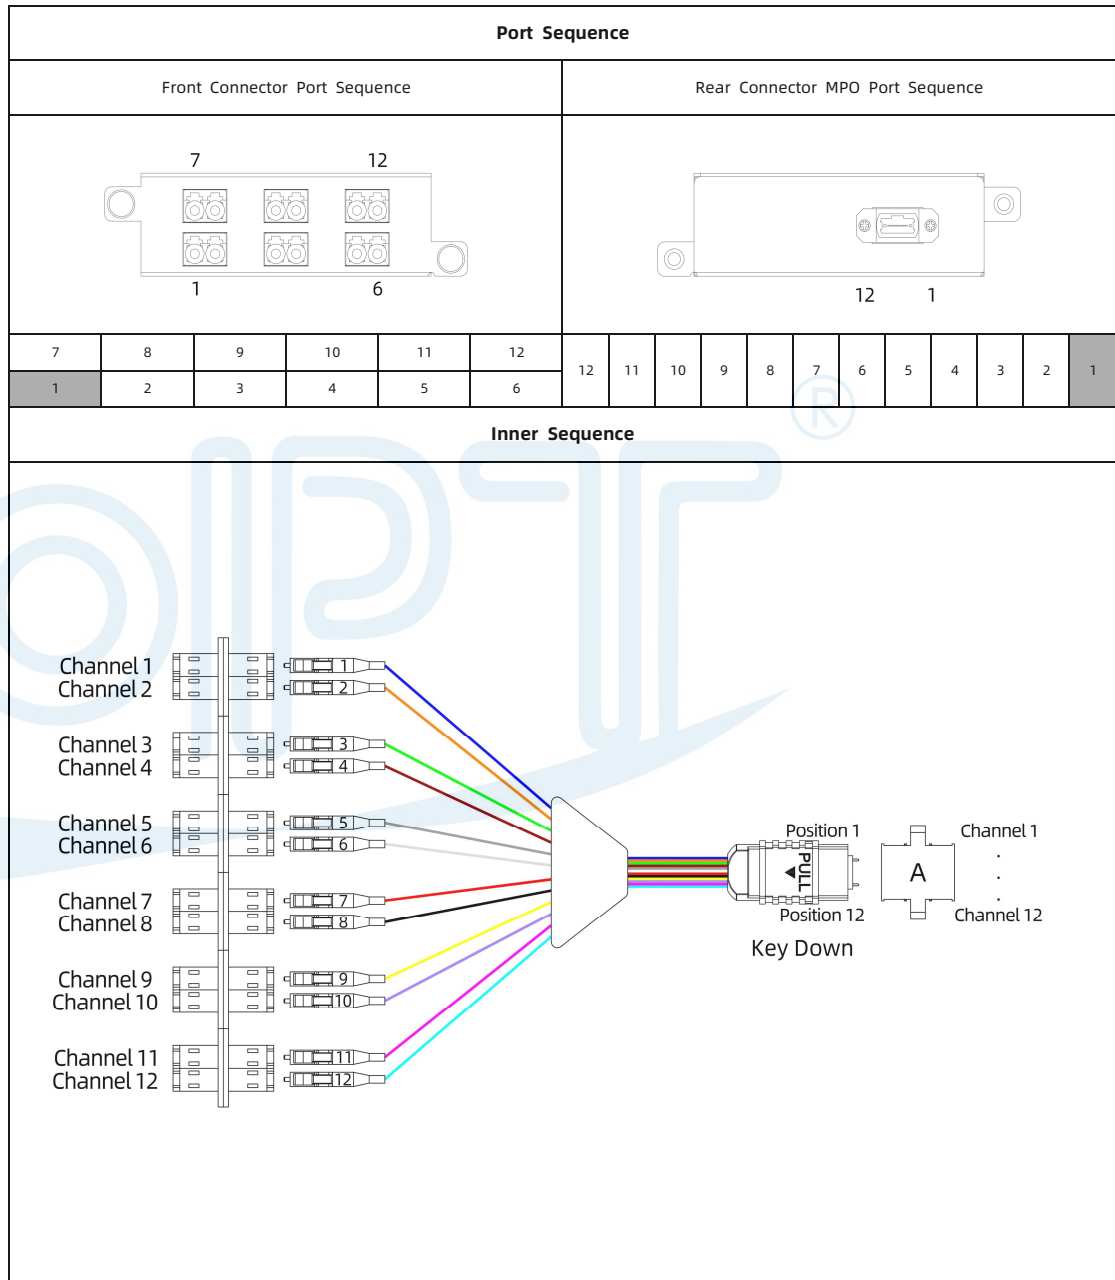 Port Sequence
Front Connector Port Sequence
Rear Connector MPO Port Sequence
7 12
1 6
12 1
7 8 9 10 11 12
1 2 3 4 5 6
12 11 10 9 8 7 6 5 4 3 2 1
Inner Sequence
OPT®
Channel 1 1
Channel 2 2
Channel 3 3
Channel 4 4
Channel 5 5
Channel 6 6
Channel 7 7
Channel 8 8
Channel 9 9
Channel 10 10
Channel 11 11
Channel 12 12
Position 1
PULL
Position 12
Key Down
A
Channel 1
Channel 12